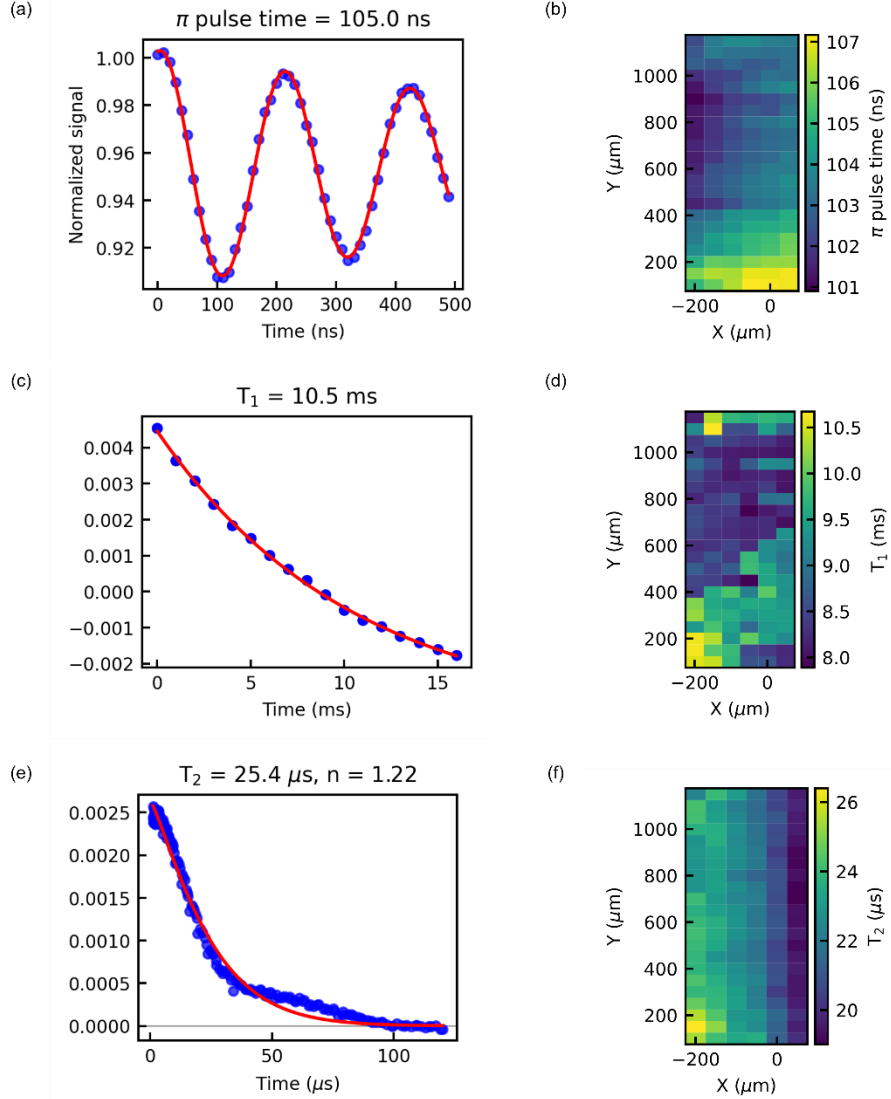 (a)
π pulse time = 105.0 ns
1.00
0.98
0.96
0.94
0.92
Normalized signal
0 100 200 300 400 500
Time (ns)
(b)
1000
800
600
400
200
Y (μm)
−200 0
X (μm)
107
106
105
104
103
102
101
π pulse time (ns)
(c)
T₁ = 10.5 ms
0.004
0.003
0.002
0.001
0.000
−0.001
−0.002
0 5 10 15
Time (ms)
(d)
1000
800
600
400
200
Y (μm)
−200 0
X (μm)
10.5
10.0
9.5
9.0
8.5
8.0
T₁ (ms)
(e)
T₂ = 25.4 μs, n = 1.22
0.0025
0.0020
0.0015
0.0010
0.0005
0.0000
0 50 100
Time (μs)
(f)
1000
800
600
400
200
Y (μm)
−200 0
X (μm)
26
24
22
20
T₂ (μs)